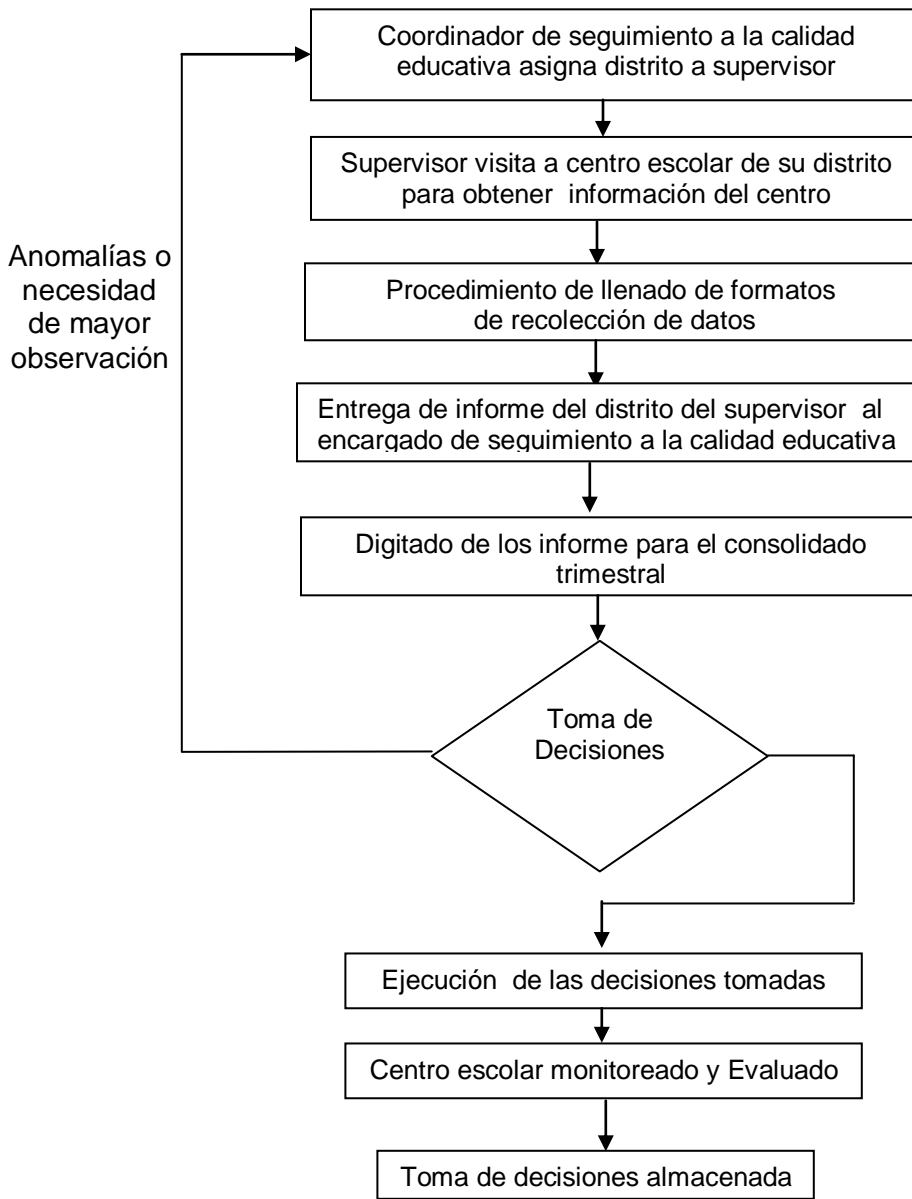 Coordinador de seguimiento a la calidad
educativa asigna distrito a supervisor
Supervisor visita a centro escolar de su distrito
para obtener información del centro
Anomalías o
necesidad
de mayor
observación
Procedimiento de llenado de formatos
de recolección de datos
Entrega de informe del distrito del supervisor al
encargado de seguimiento a la calidad educativa
Digitado de los informe para el consolidado
trimestral
Toma de
Decisiones
Ejecución de las decisiones tomadas
Centro escolar monitoreado y Evaluado
Toma de decisiones almacenada